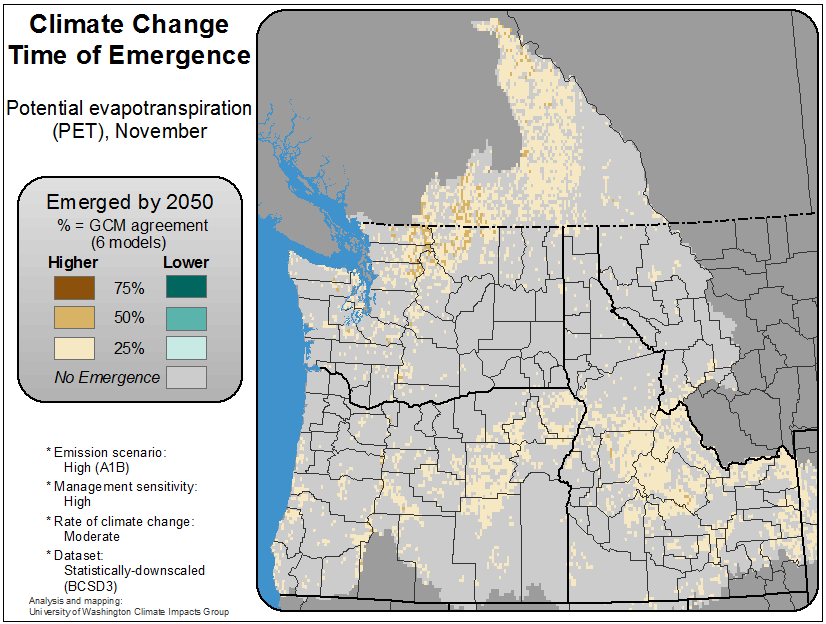 Climate Change
Time of Emergence
Potential evapotranspiration
(PET), November
Emerged by 2050
% = GCM agreement
(6 models)
Higher Lower
75%
50%
25%
No Emergence
* Emission scenario:
High (A1B)
* Management sensitivity:
High
* Rate of climate change:
Moderate
* Dataset:
Statistically-downscaled
(BCSD3)
Analysis and mapping:
University of Washington Climate Impacts Group